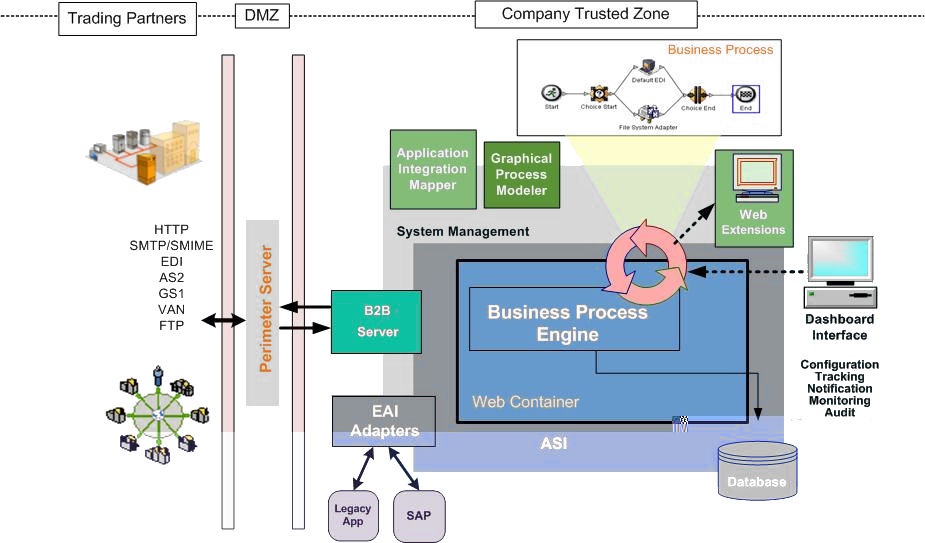 Trading Partners
DMZ
Company Trusted Zone
Business Process
Default EDI
Start
Choice Start
Choice End
End
File System Adapter
Application
Integration
Mapper
Graphical
Process
Modeler
Web
Extensions
System Management
HTTP
SMTP/SMIME
EDI
AS2
GS1
VAN
FTP
Perimeter Server
B2B
Server
Business Process
Engine
Web Container
Dashboard
Interface
Configuration
Tracking
Notification
Monitoring
Audit
EAI
Adapters
ASI
Database
Legacy
App
SAP